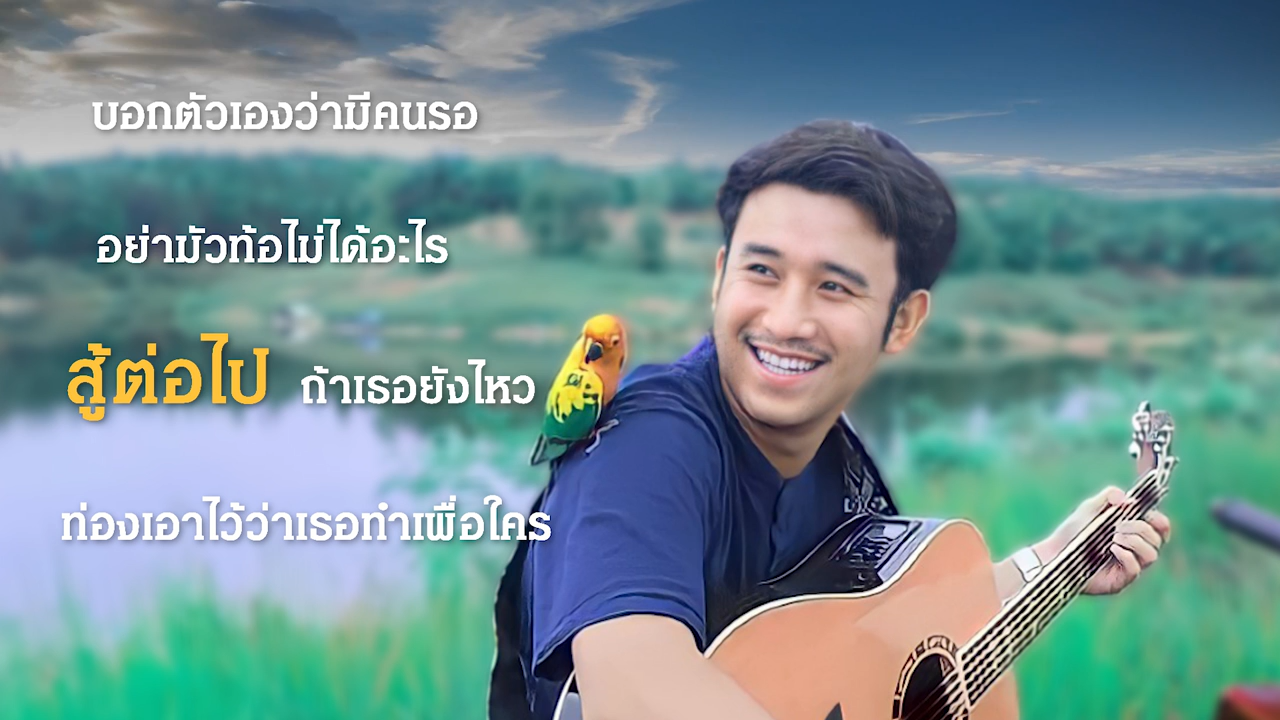 บอกตัวเองว่ามีคนรอ
อย่ามัวท้อไม่ได้อะไร
สู้ต่อไป ถ้าเธอยังไหว
ท่องเอาไว้ว่าเธอทำเพื่อใคร